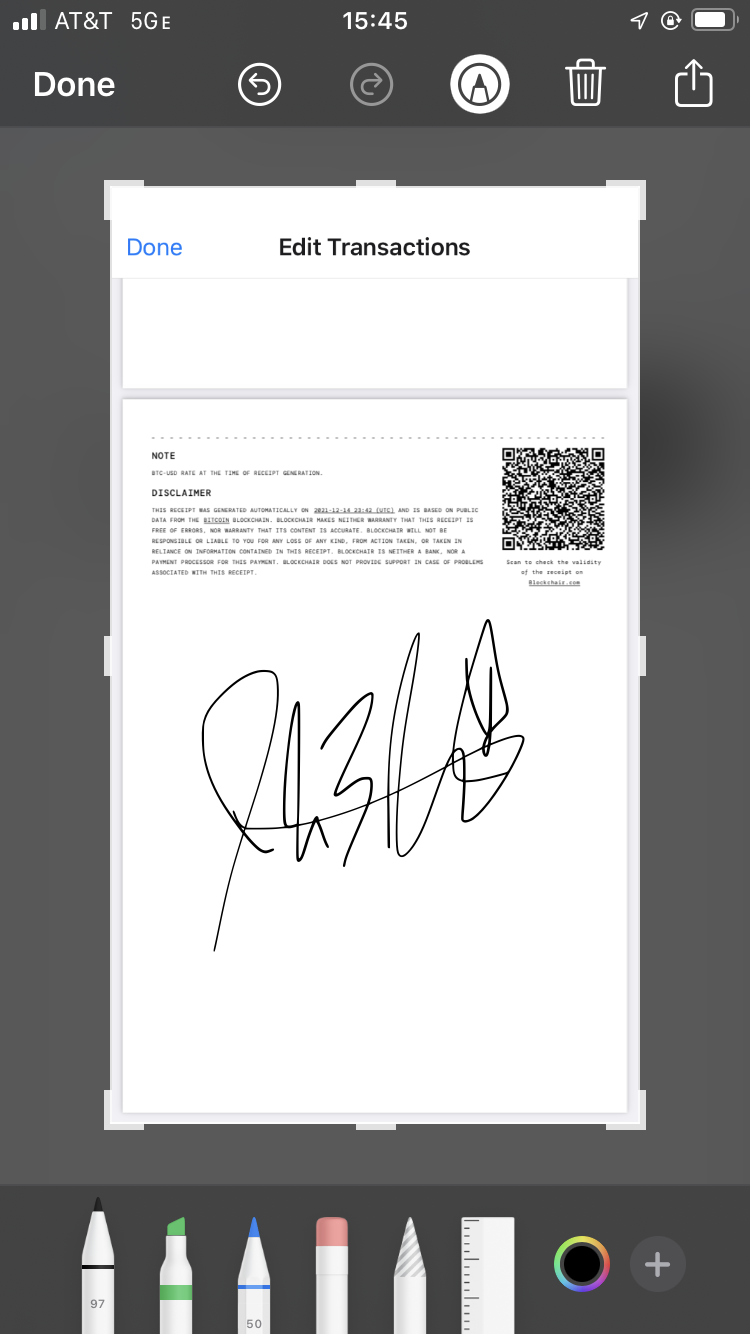 AT&T 5GE 15:45
Done
Done Edit Transactions
NOTE
BTC-USD RATE AT THE TIME OF RECEIPT GENERATION.
DISCLAIMER
THIS RECEIPT WAS GENERATED AUTOMATICALLY ON 2021-12-14 23:42 (UTC) AND IS BASED ON PUBLIC
DATA FROM THE BITCOIN BLOCKCHAIN. BLOCKCHAIR MAKES NEITHER WARRANTY THAT THIS RECEIPT IS
FREE OF ERRORS, NOR WARRANTY THAT ITS CONTENT IS ACCURATE. BLOCKCHAIR WILL NOT BE
RESPONSIBLE OR LIABLE TO YOU FOR ANY LOSS OF ANY KIND, FROM ACTION TAKEN, OR TAKEN IN
RELIANCE ON INFORMATION CONTAINED IN THIS RECEIPT. BLOCKCHAIR IS NEITHER A BANK, NOR A
PAYMENT PROCESSOR FOR THIS PAYMENT. BLOCKCHAIR DOES NOT PROVIDE SUPPORT IN CASE OF PROBLEMS
ASSOCIATED WITH THIS RECEIPT.
Scan to check the validity
of the receipt on
Blockchair.com
97
50